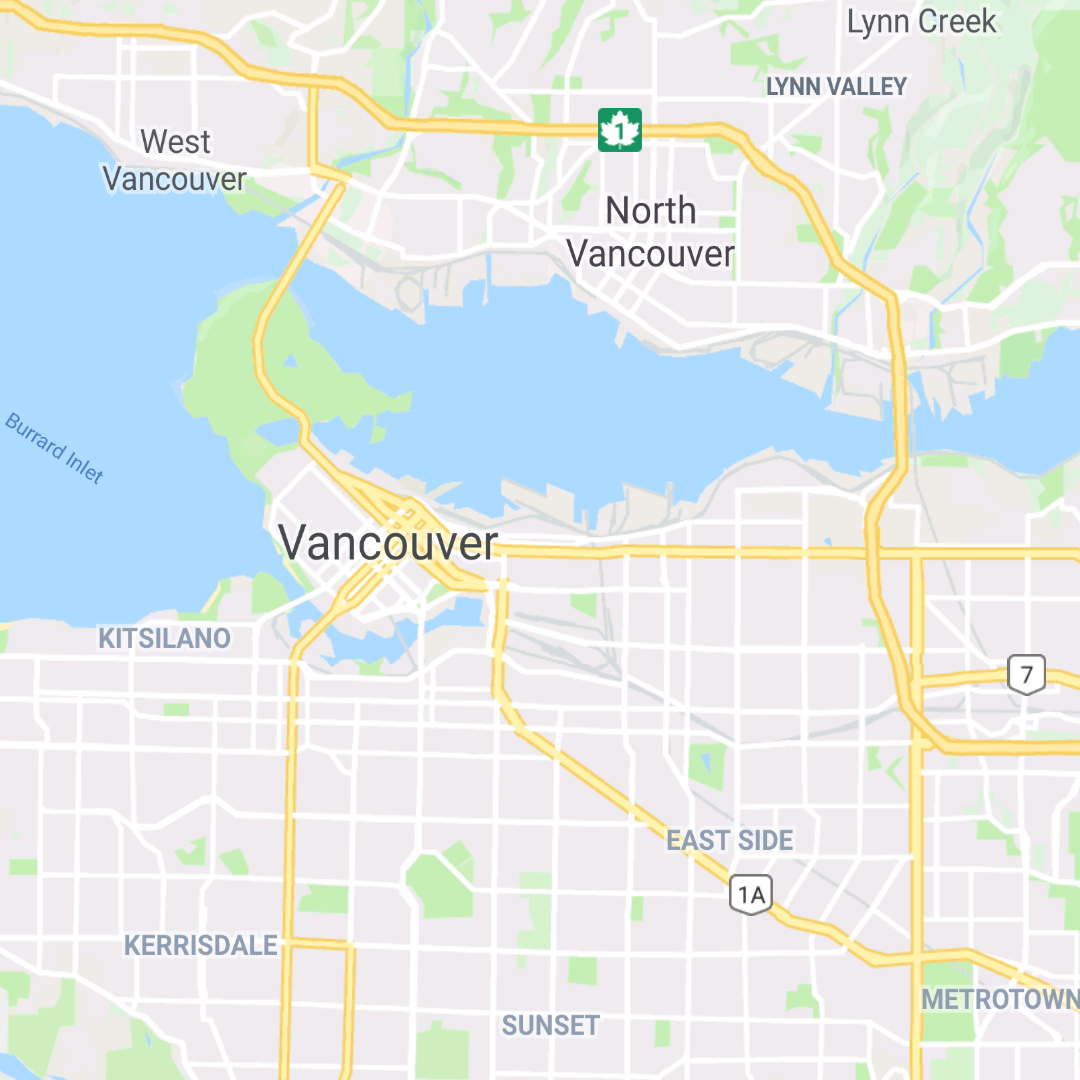 Lynn Creek
LYNN VALLEY
1
West
Vancouver
North
Vancouver
Burrard Inlet
Vancouver
KITSILANO
7
EAST SIDE
1A
KERRISDALE
METROTOWN
SUNSET